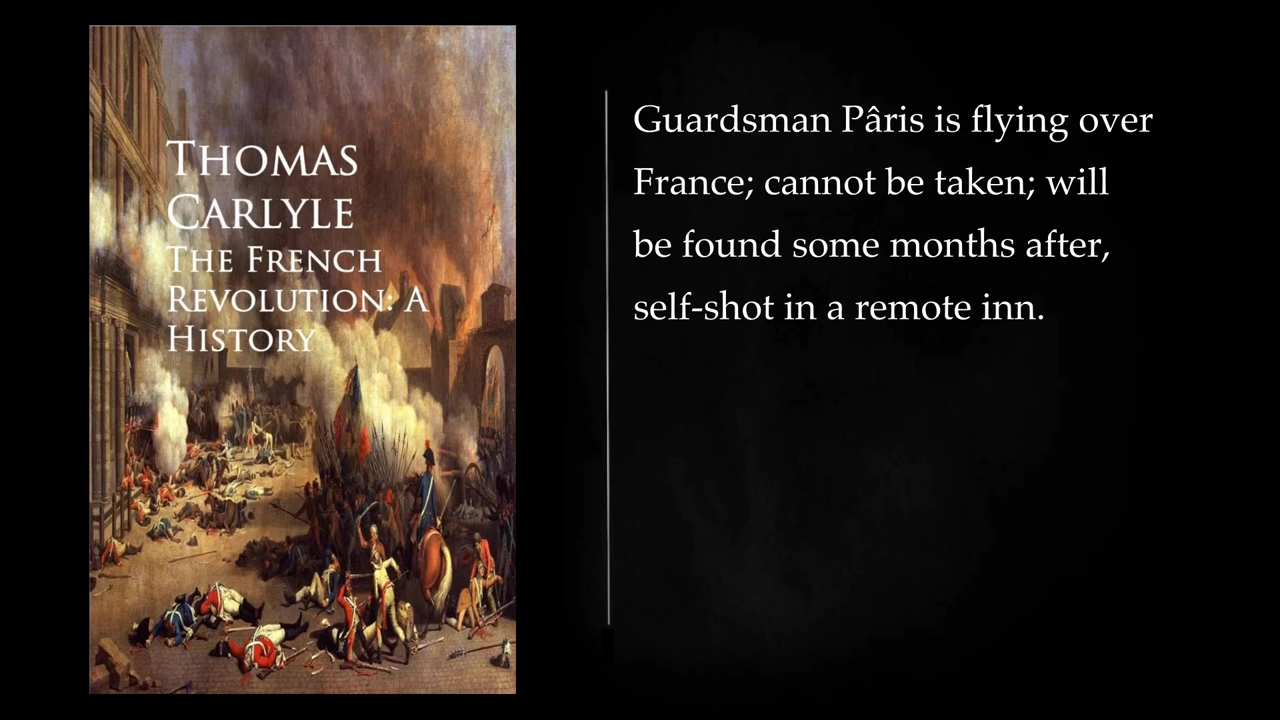 THOMAS
CARLYLE
THE FRENCH
REVOLUTION: A
HISTORY
Guardsman Pâris is flying over
France; cannot be taken; will
be found some months after,
self-shot in a remote inn.